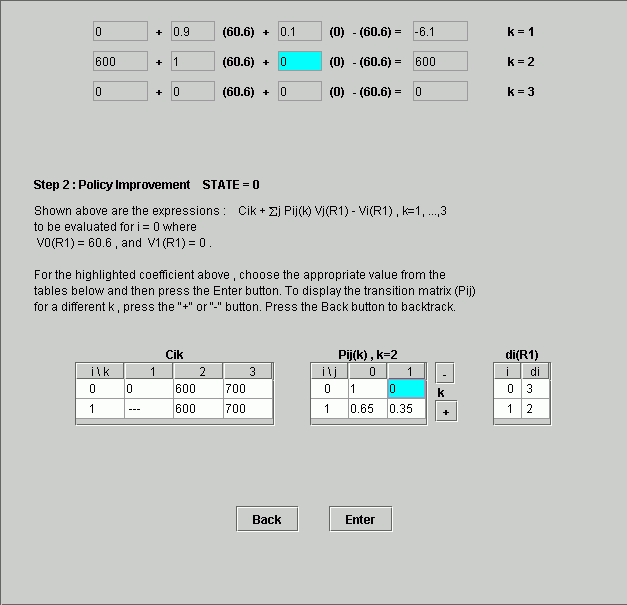 0 + 0.9 (60.6) + 0.1 (0) - (60.6) = -6.1 k = 1
600 + 1 (60.6) + 0 (0) - (60.6) = 600 k = 2
0 + 0 (60.6) + 0 (0) - (60.6) = 0 k = 3
Step 2 : Policy Improvement STATE = 0
Shown above are the expressions : Cik + Σj Pij(k) Vj(R1) - Vi(R1) , k=1, ...,3
to be evaluated for i = 0 where
V0(R1) = 60.6 , and V1(R1) = 0 .
For the highlighted coefficient above , choose the appropriate value from the
tables below and then press the Enter button. To display the transition matrix (Pij)
for a different k , press the "+" or "-" button. Press the Back button to backtrack.
Cik Pij(k) , k=2 di(R1)
i \ k 1 2 3 i \ j 0 1 - i di
0 0 600 700 0 1 0 k 0 3
1 --- 600 700 1 0.65 0.35 + 1 2
Back Enter